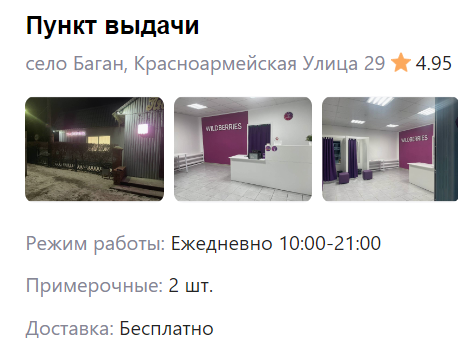 Пункт выдачи
село Баган, Красноармейская Улица 29 4.95
WILDBERRIES WILDBERRIES
Режим работы: Ежедневно 10:00-21:00
Примерочные: 2 шт.
Доставка: Бесплатно